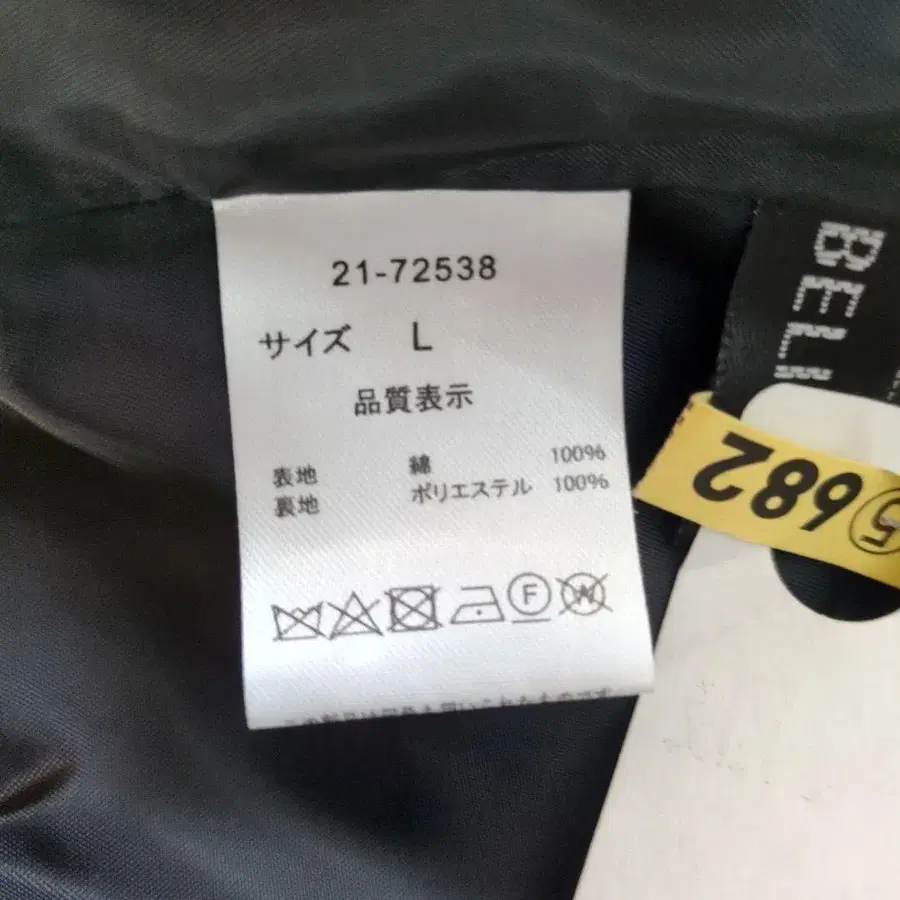 21-72538
サイズ L
品質表示
表地 綿 100%
裏地 ポリエステル 100%
F
W
BELL
⑤682